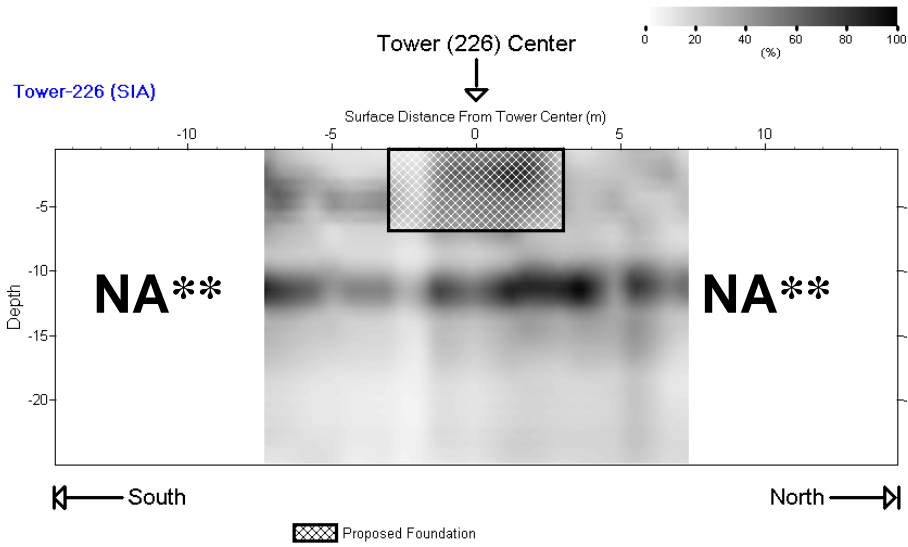 0 20 40 60 80 100
(%)
Tower (226) Center
Tower-226 (SIA)
Surface Distance From Tower Center (m)
-10 -5 0 5 10
-5
-10
-15
-20
Depth
NA** NA**
South North
Proposed Foundation